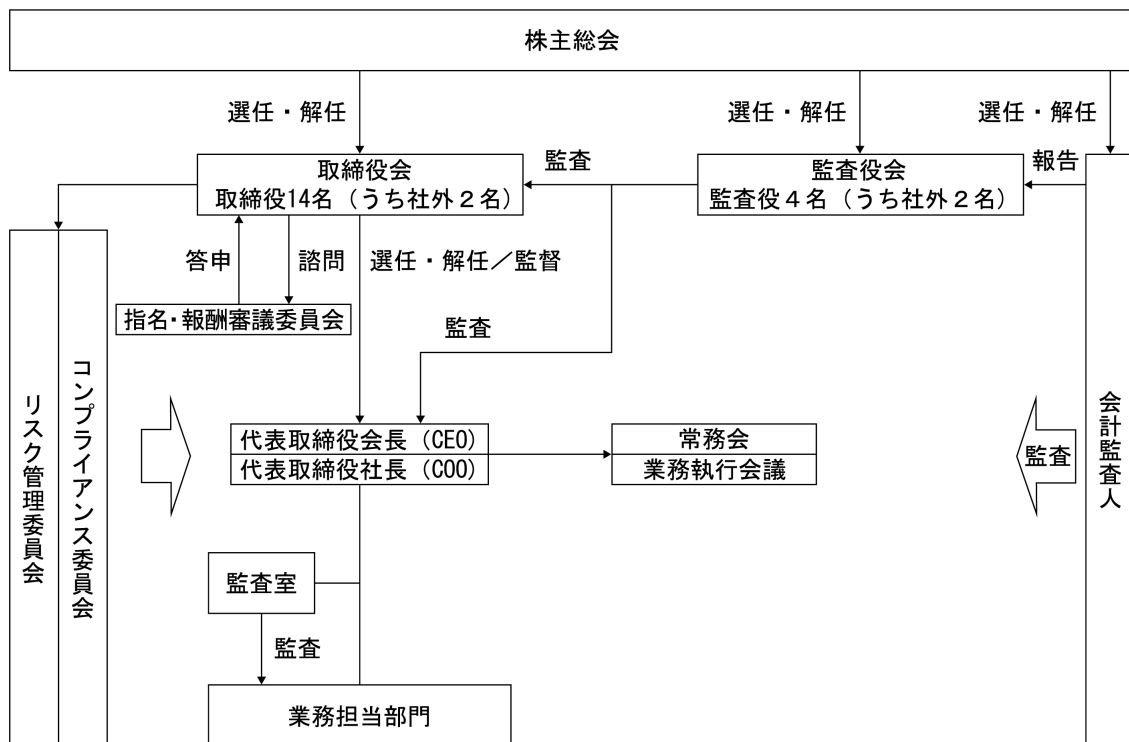 株主総会
選任・解任
選任・解任
選任・解任
取締役会
取締役14名（うち社外２名）
監査
監査役会
監査役４名（うち社外２名）
報告
答申
諮問
選任・解任／監督
指名・報酬審議委員会
監査
リスク管理委員会
コンプライアンス委員会
代表取締役会長（CEO）
代表取締役社長（COO）
常務会
業務執行会議
監査
会計監査人
監査室
監査
業務担当部門